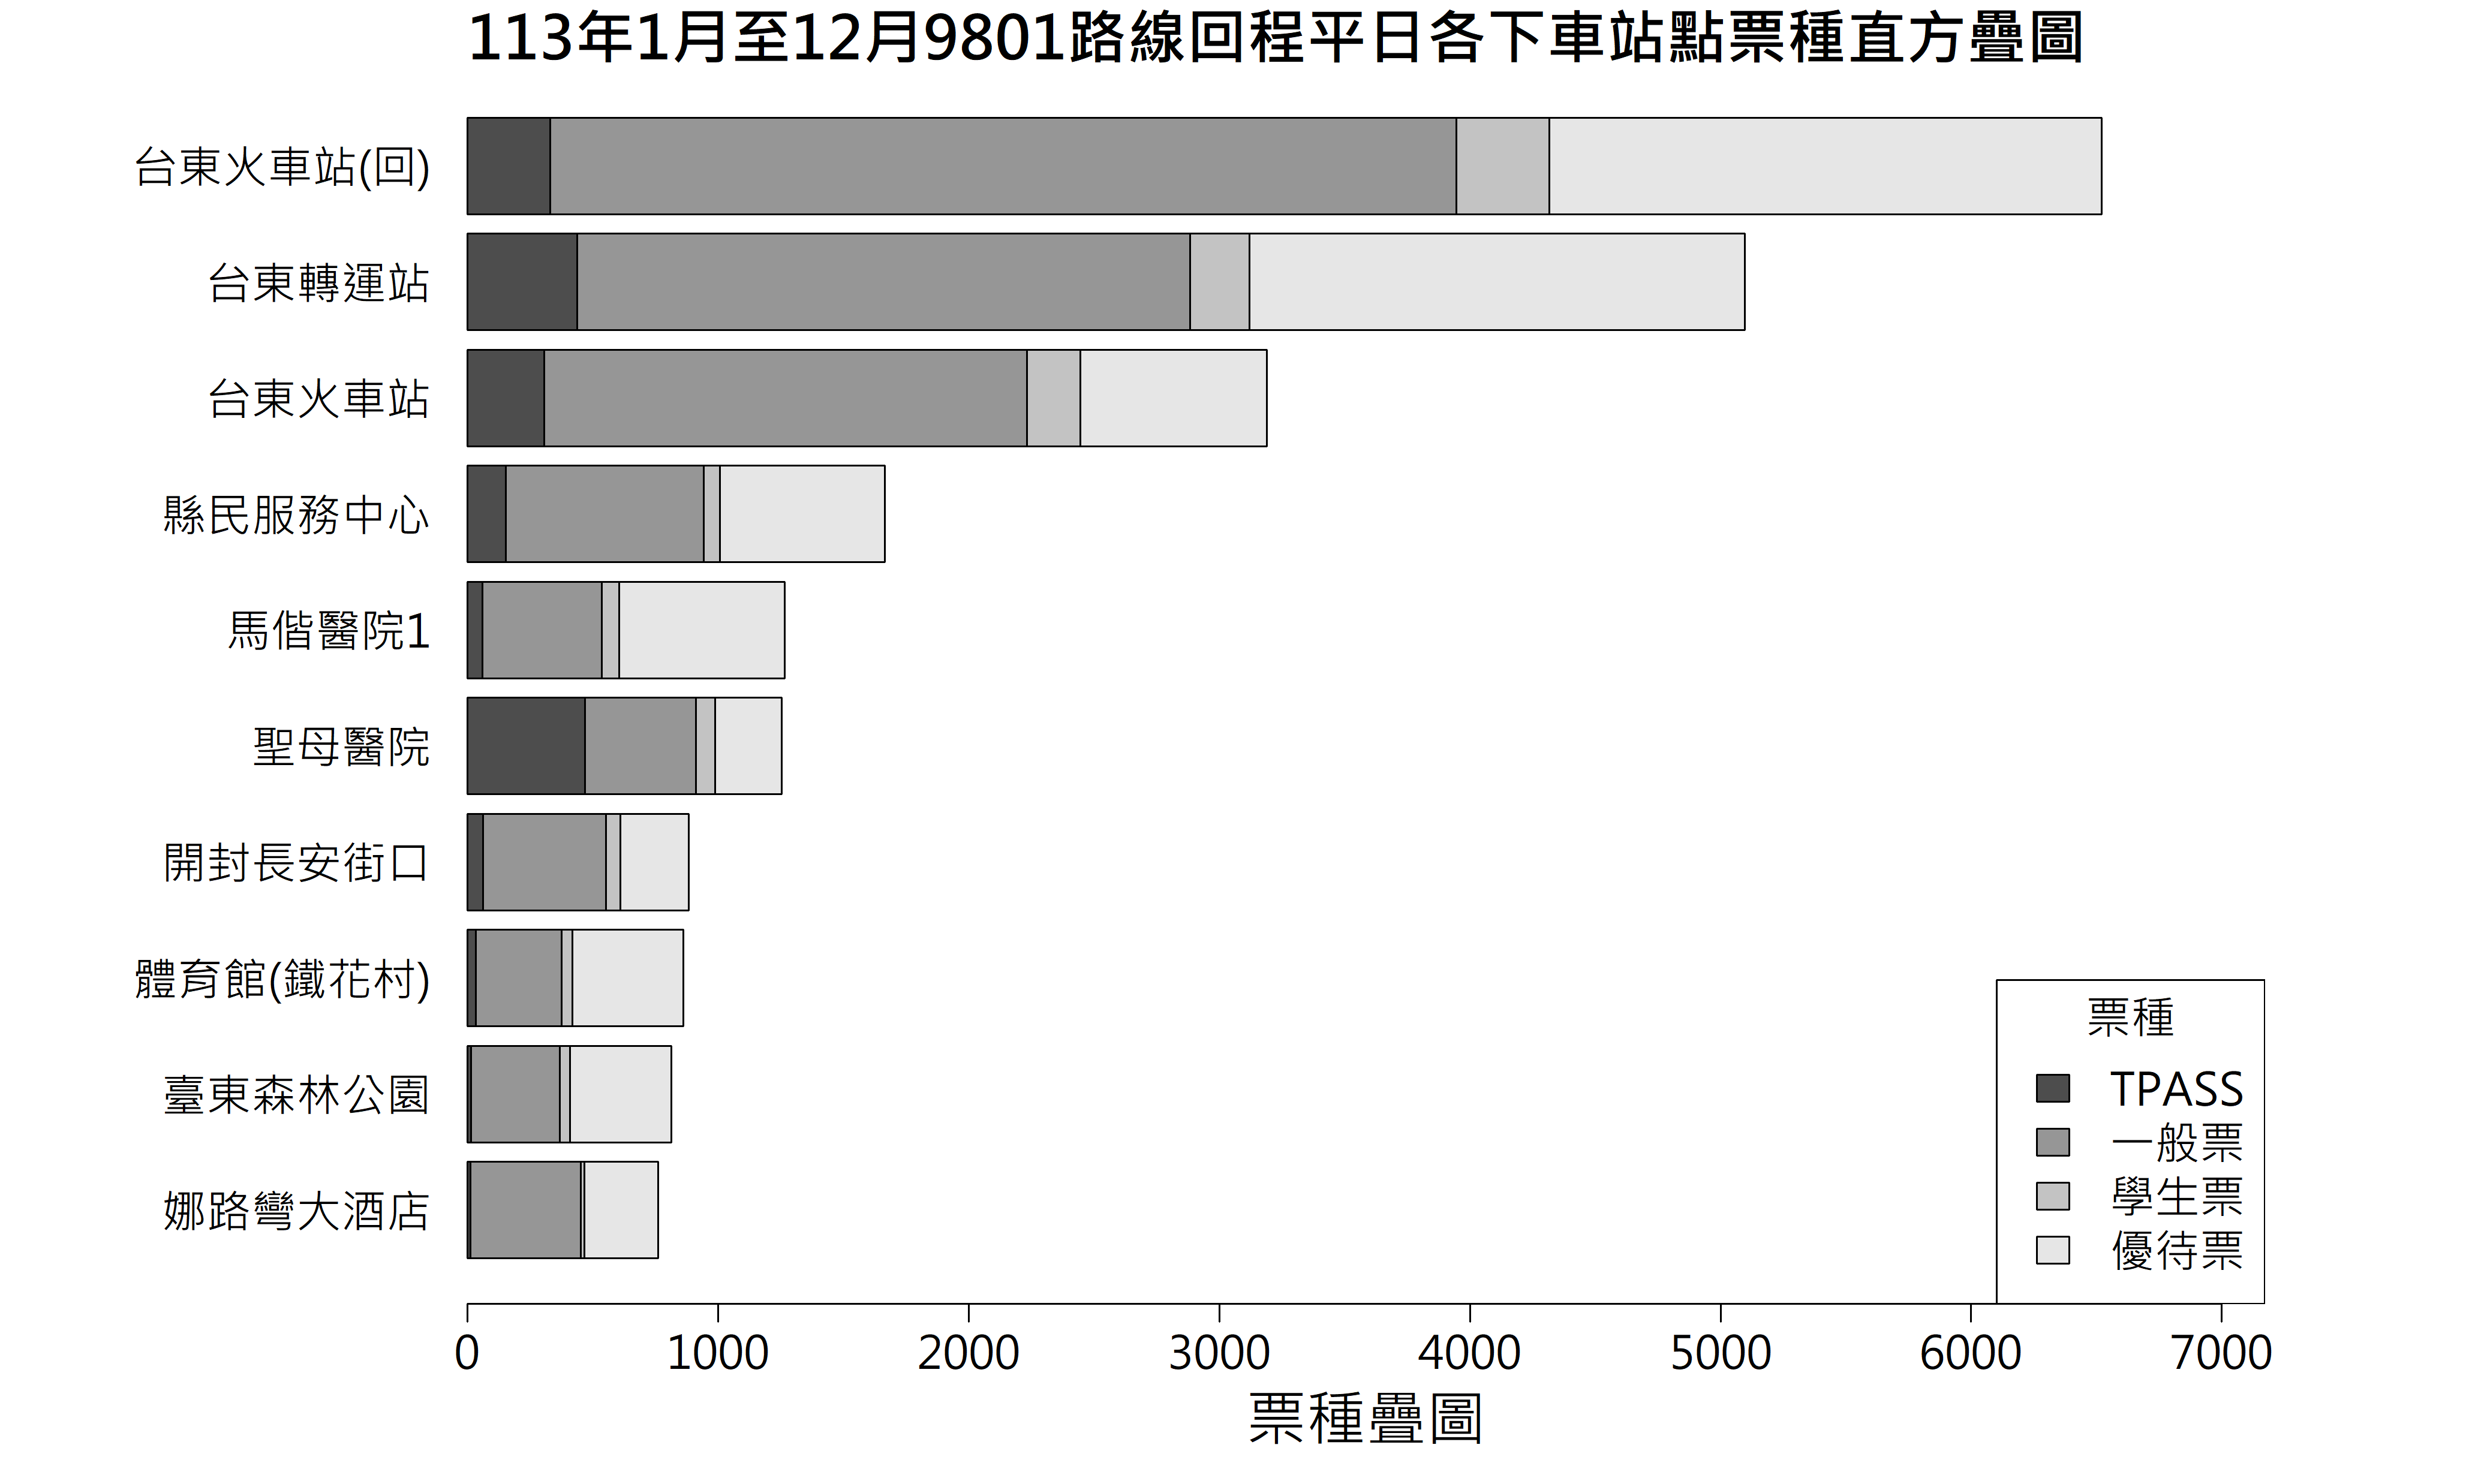 113年1月至12月9801路線回程平日各下車站點票種直方疊圖
台東火車站(回)
台東轉運站
台東火車站
縣民服務中心
馬偕醫院1
聖母醫院
開封長安街口
體育館(鐵花村)
臺東森林公園
娜路彎大酒店
票種
TPASS
一般票
學生票
優待票
0 1000 2000 3000 4000 5000 6000 7000
票種疊圖